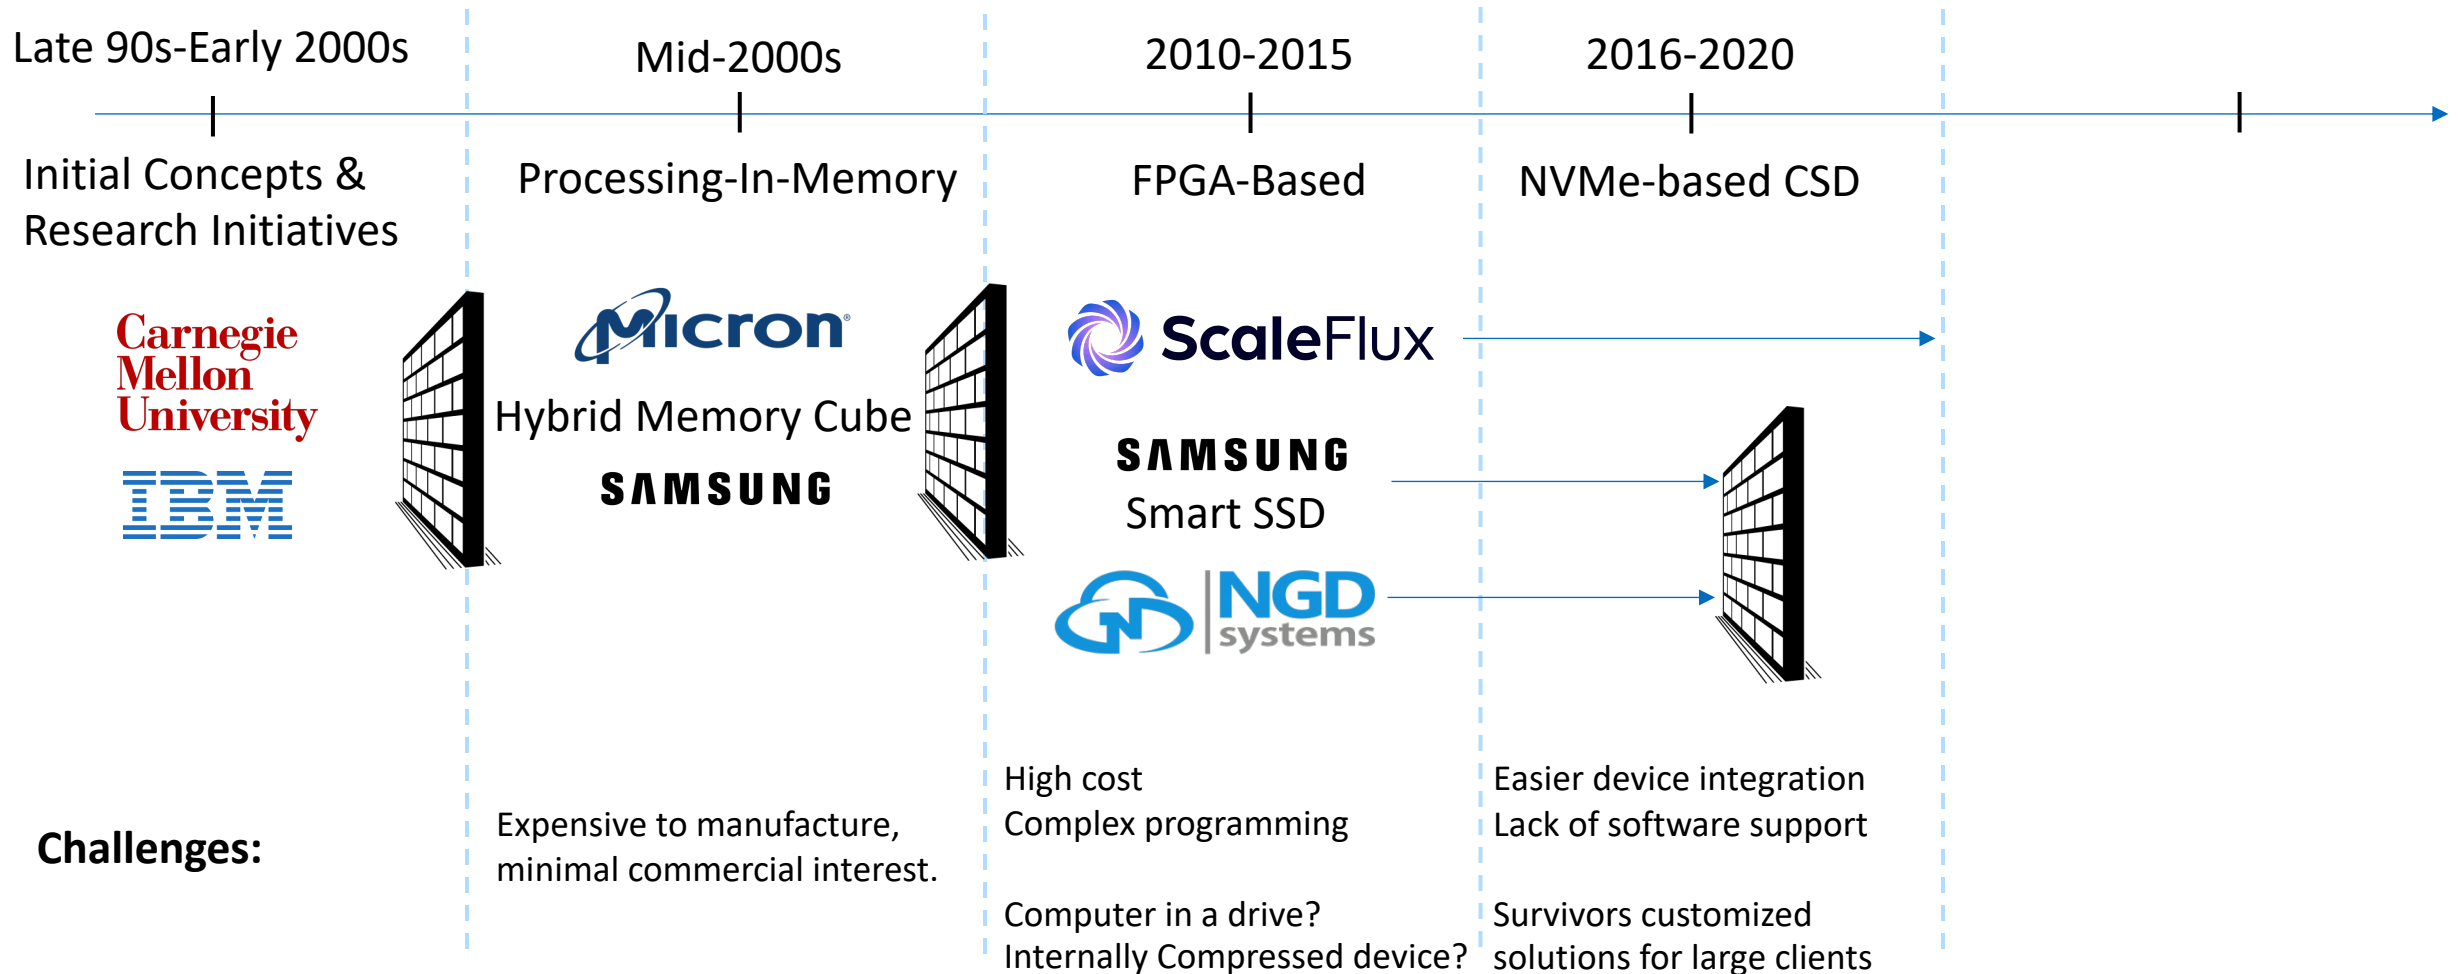 Late 90s-Early 2000s
Mid-2000s
2010-2015
2016-2020
Initial Concepts &
Research Initiatives
Processing-In-Memory
FPGA-Based
NVMe-based CSD
Carnegie
Mellon
University
IBM
Micron®
Hybrid Memory Cube
SAMSUNG
ScaleFlux
SAMSUNG
Smart SSD
NGD
systems
Challenges:
Expensive to manufacture,
minimal commercial interest.
High cost
Complex programming
Computer in a drive?
Internally Compressed device?
Easier device integration
Lack of software support
Survivors customized
solutions for large clients